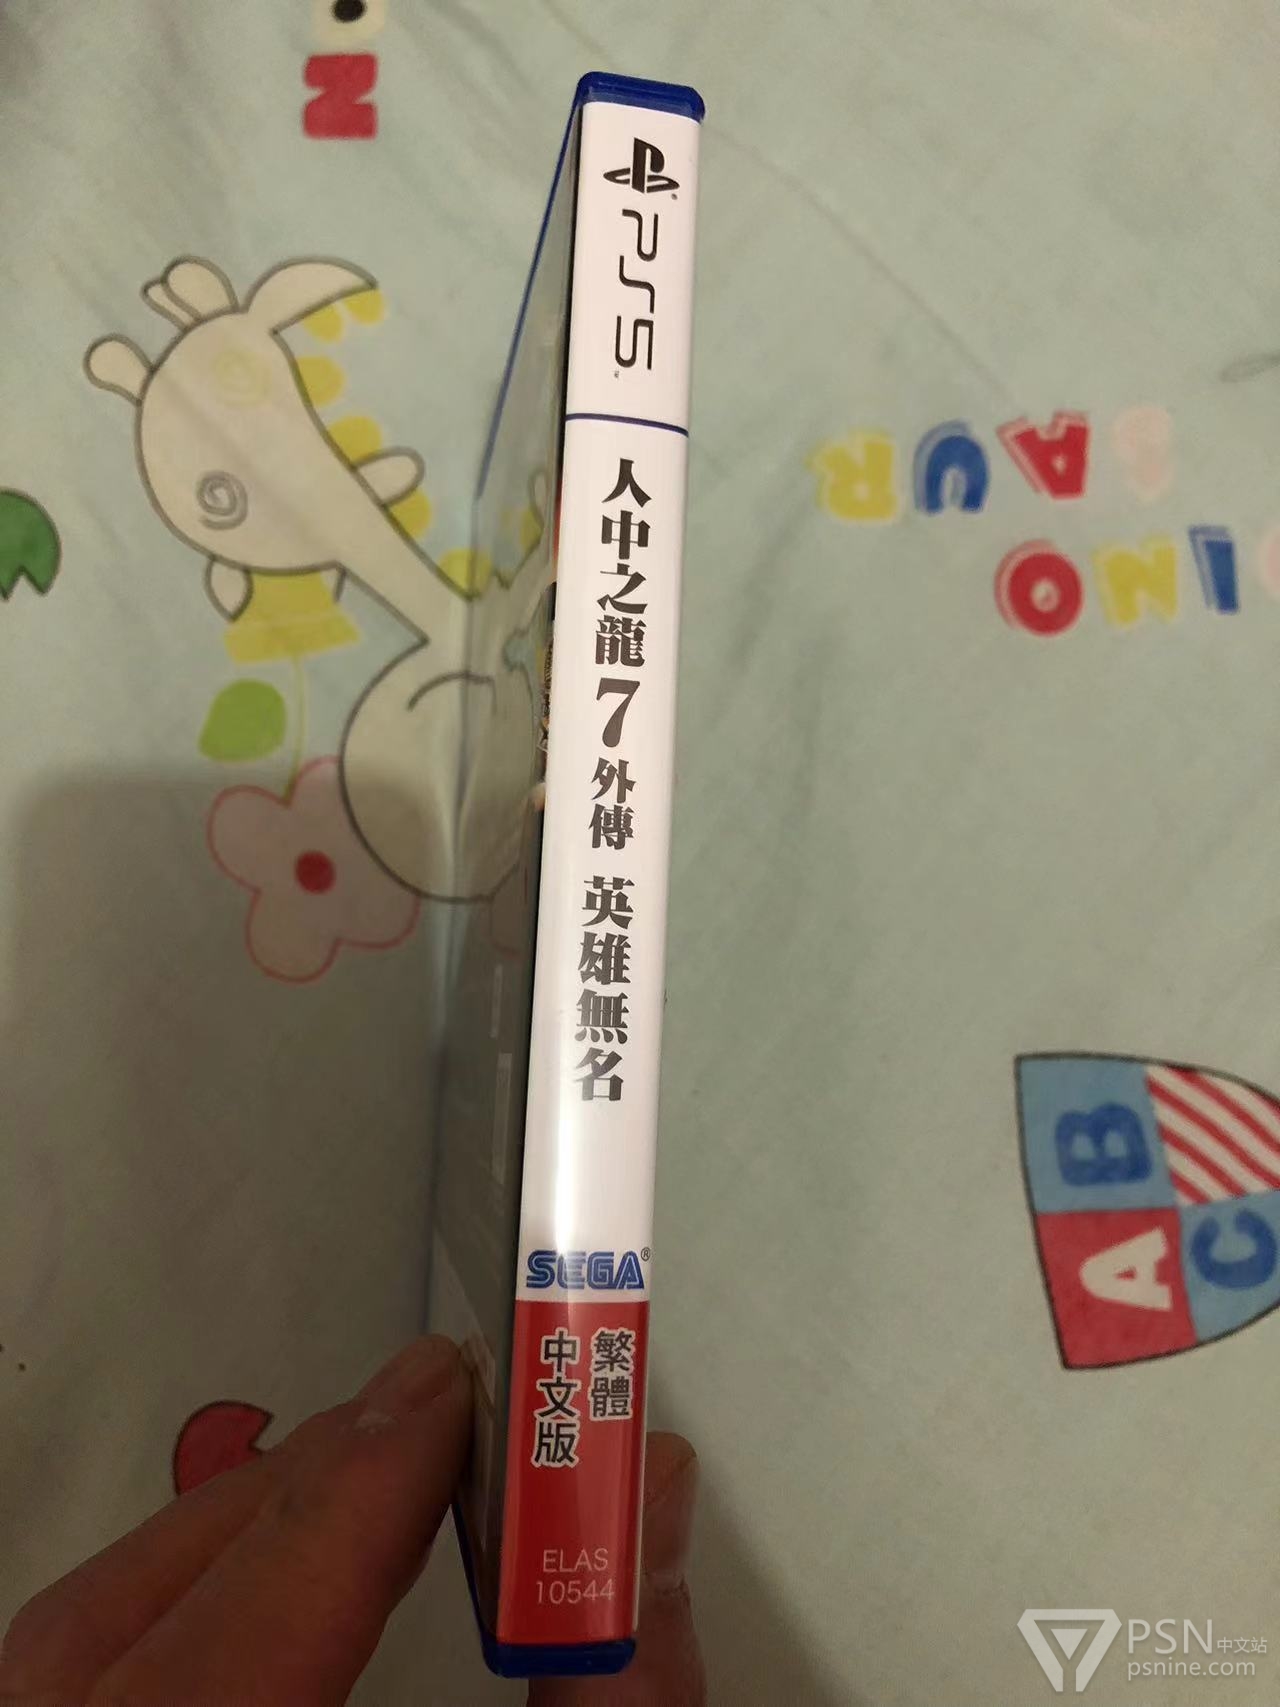 PS5
人中之龍7外傳 英雄無名
SEGA®
繁體
中文版
ELAS
10544
N
R
C
A
O
N
I
A
B
C
PSN中文站
psnine.com